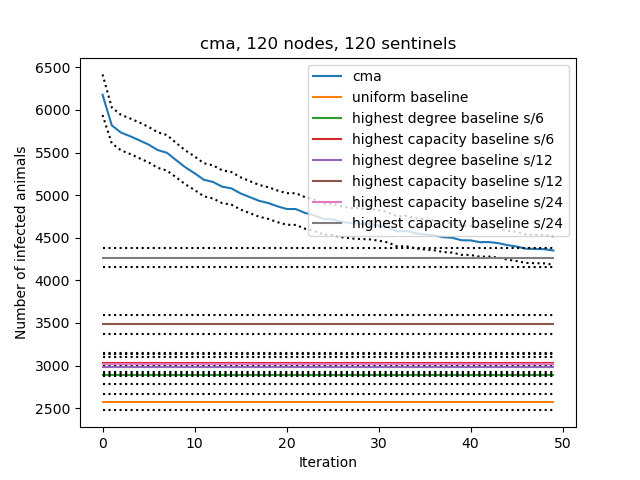 cma, 120 nodes, 120 sentinels
6500
6000
5500
5000
4500
4000
3500
3000
2500
Number of infected animals
cma
uniform baseline
highest degree baseline s/6
highest capacity baseline s/6
highest degree baseline s/12
highest capacity baseline s/12
highest capacity baseline s/24
highest capacity baseline s/24
0 10 20 30 40 50
Iteration